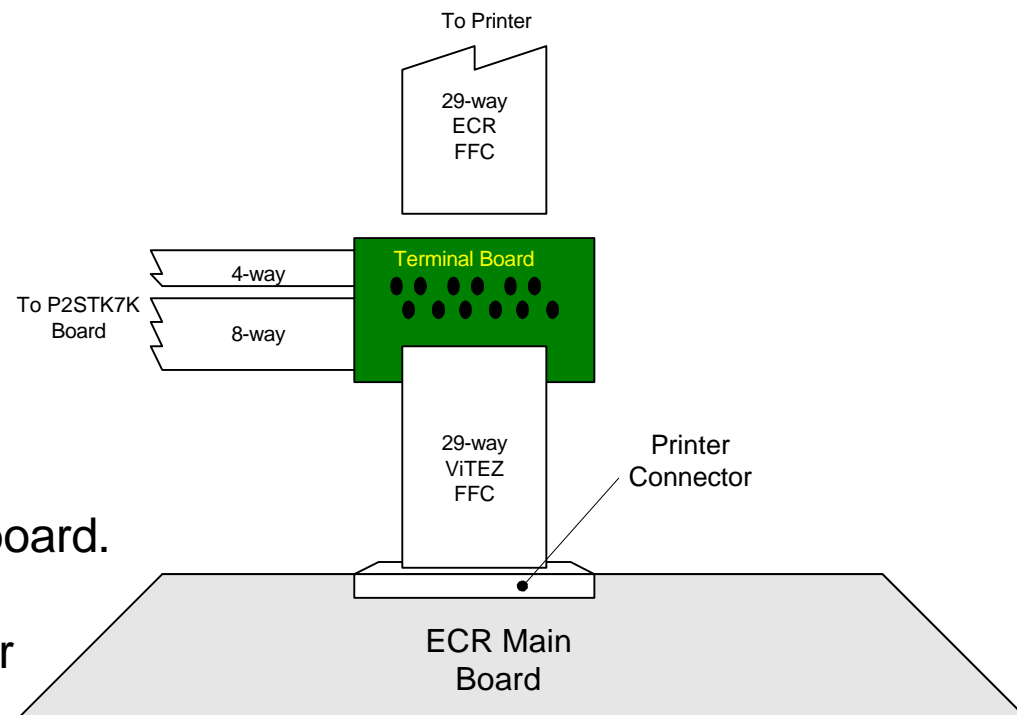 To Printer
29-way
ECR
FFC
Terminal Board
4-way
To P2STK7K
Board
8-way
29-way
ViTEZ
FFC
Printer
Connector
board.
r
ECR Main
Board